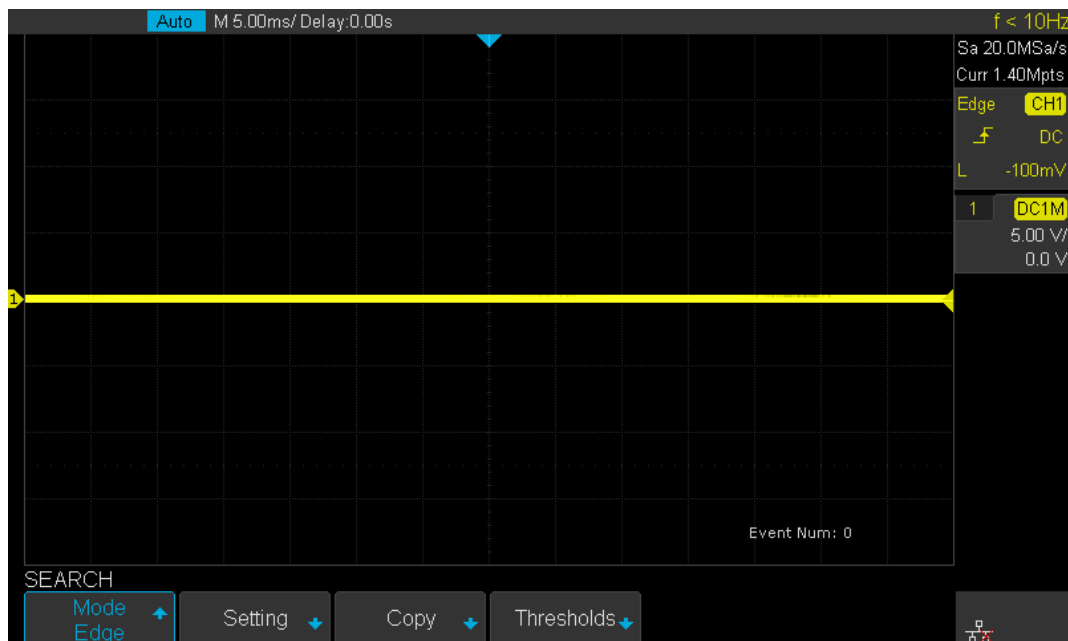 Auto M 5.00ms/ Delay:0.00s f < 10Hz
Sa 20.0MSa/s
Curr 1.40Mpts
Edge CH1
DC
L -100mV
1 DC1M
5.00 V/
0.0 V
1
Event Num: 0
SEARCH
Mode
Edge
Setting
Copy
Thresholds